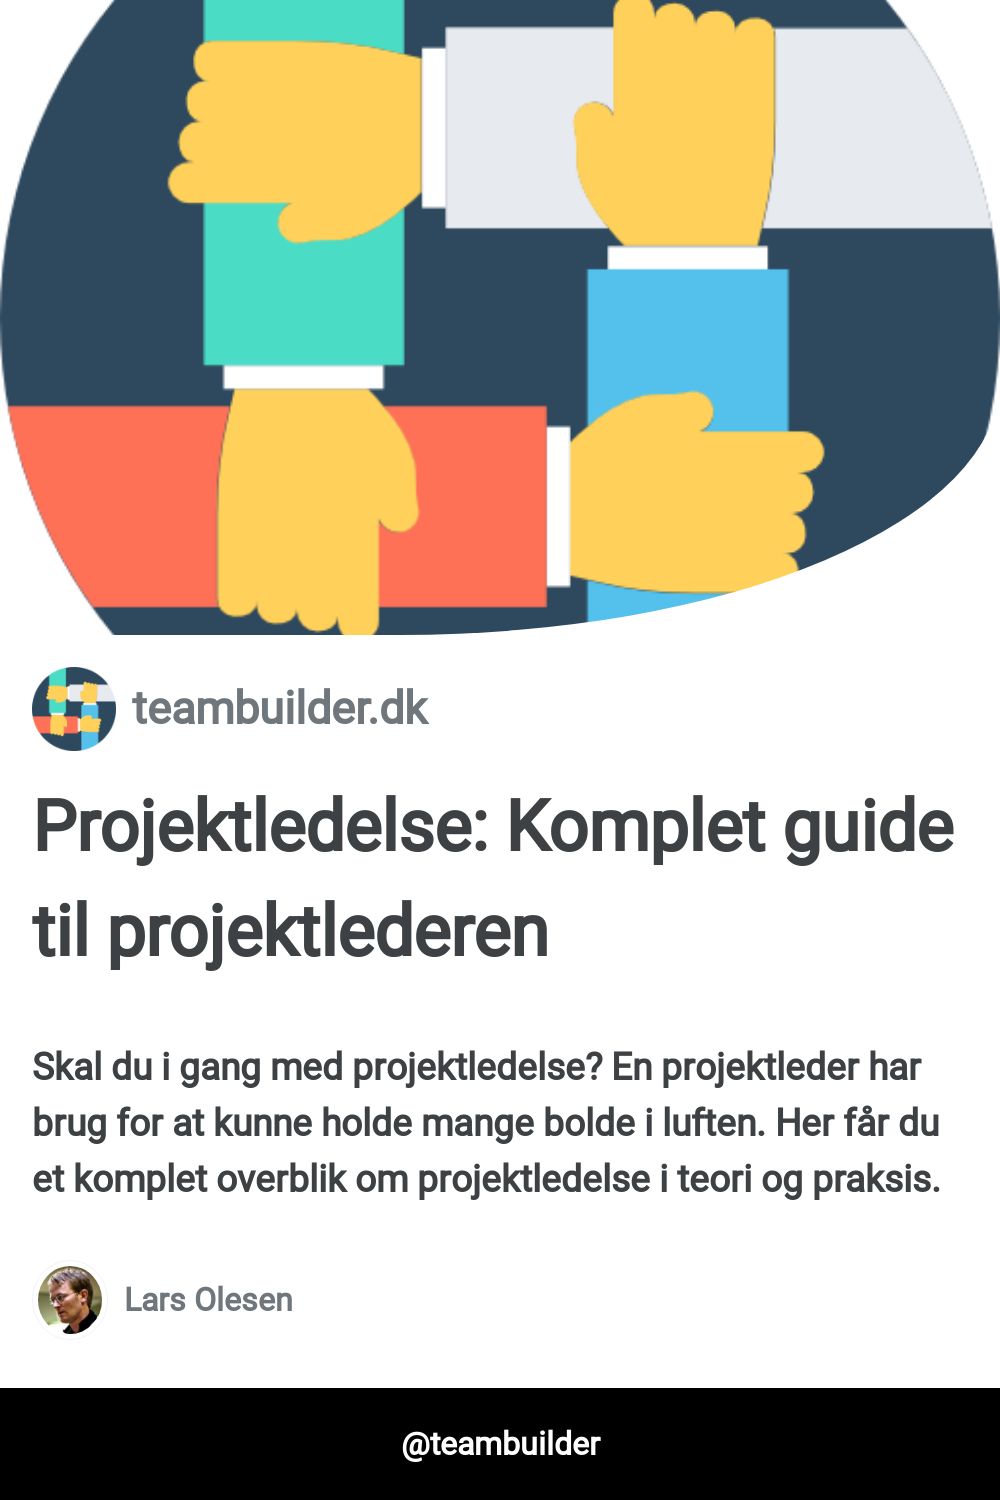 teambuilder.dk
Projektledelse: Komplet guide
til projektlederen
Skal du i gang med projektledelse? En projektleder har
brug for at kunne holde mange bolde i luften. Her får du
et komplet overblik om projektledelse i teori og praksis.
Lars Olesen
@teambuilder